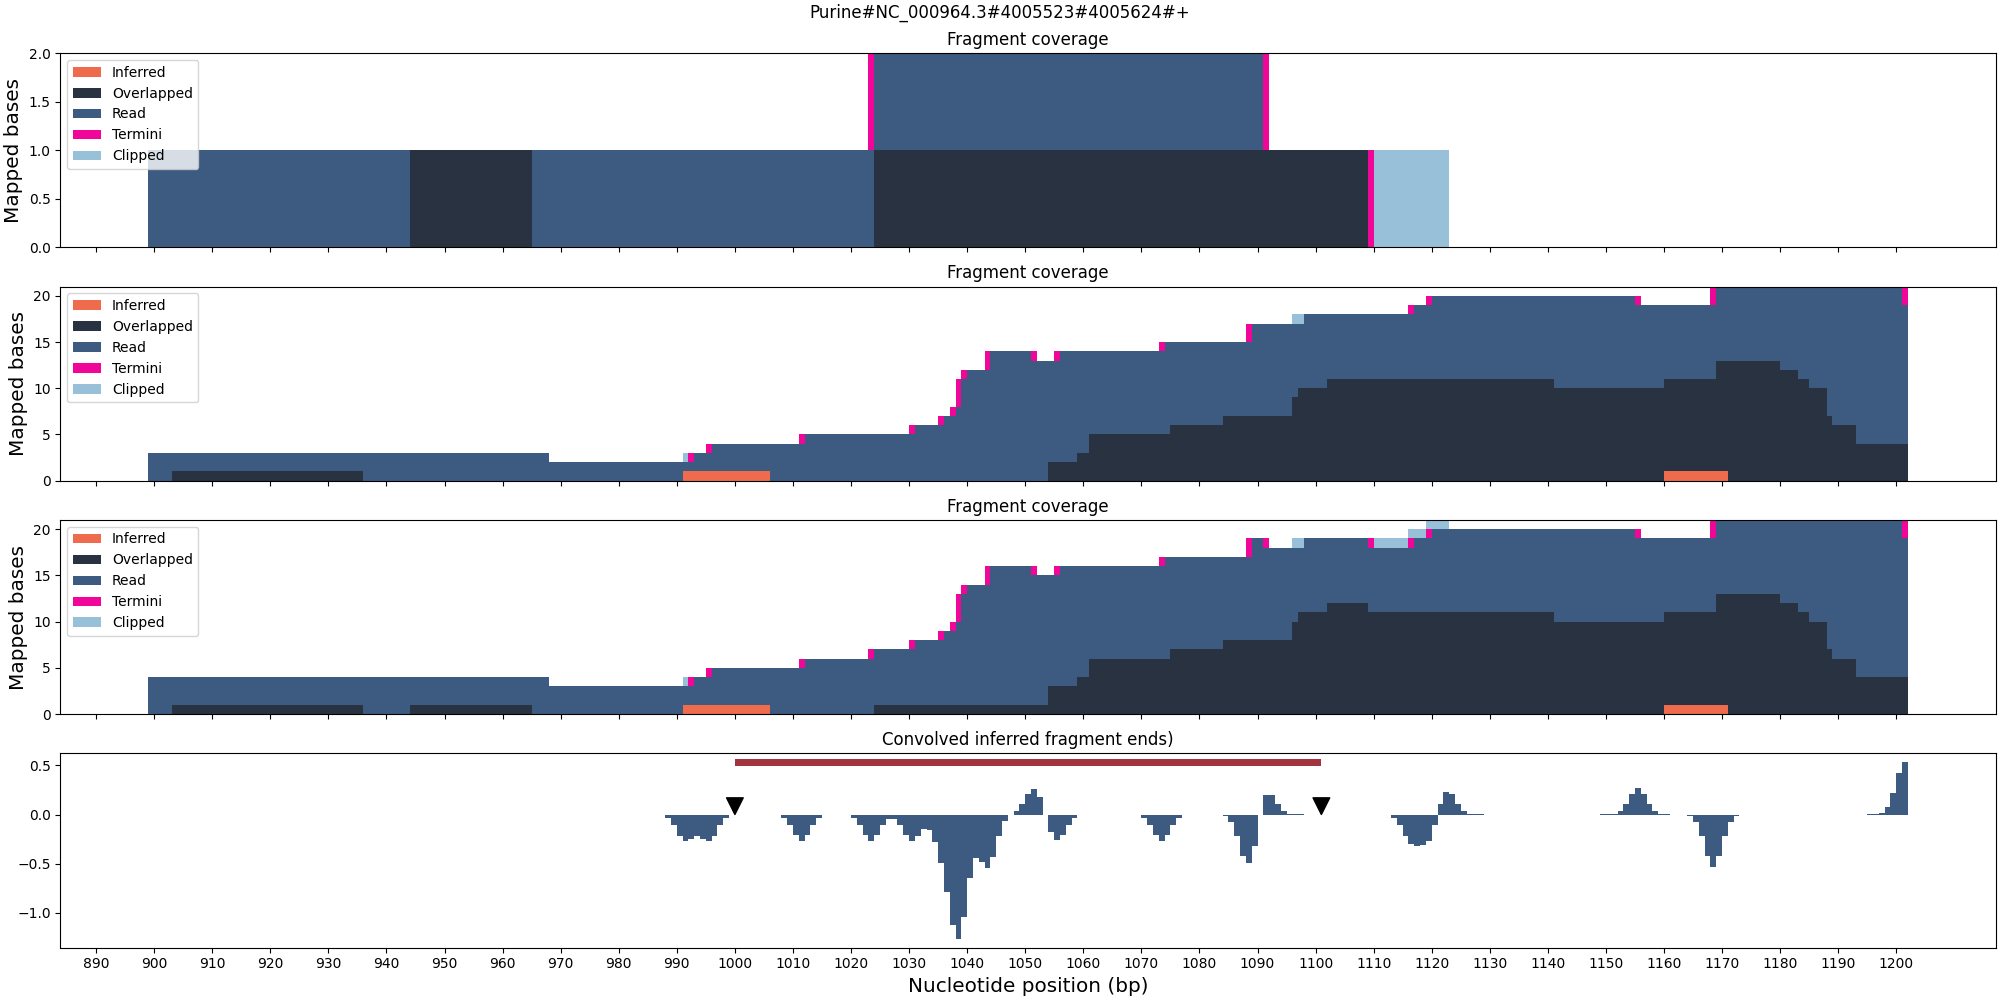 Purine#NC_000964.3#4005523#4005624#+
Fragment coverage
2.0
1.5
1.0
0.5
0.0
Mapped bases
Inferred
Overlapped
Read
Termini
Clipped
Fragment coverage
20
15
10
5
0
Mapped bases
Inferred
Overlapped
Read
Termini
Clipped
Fragment coverage
20
15
10
5
0
Mapped bases
Inferred
Overlapped
Read
Termini
Clipped
Convolved inferred fragment ends)
0.5
0.0
−0.5
−1.0
890 900 910 920 930 940 950 960 970 980 990 1000 1010 1020 1030 1040 1050 1060 1070 1080 1090 1100 1110 1120 1130 1140 1150 1160 1170 1180 1190 1200
Nucleotide position (bp)